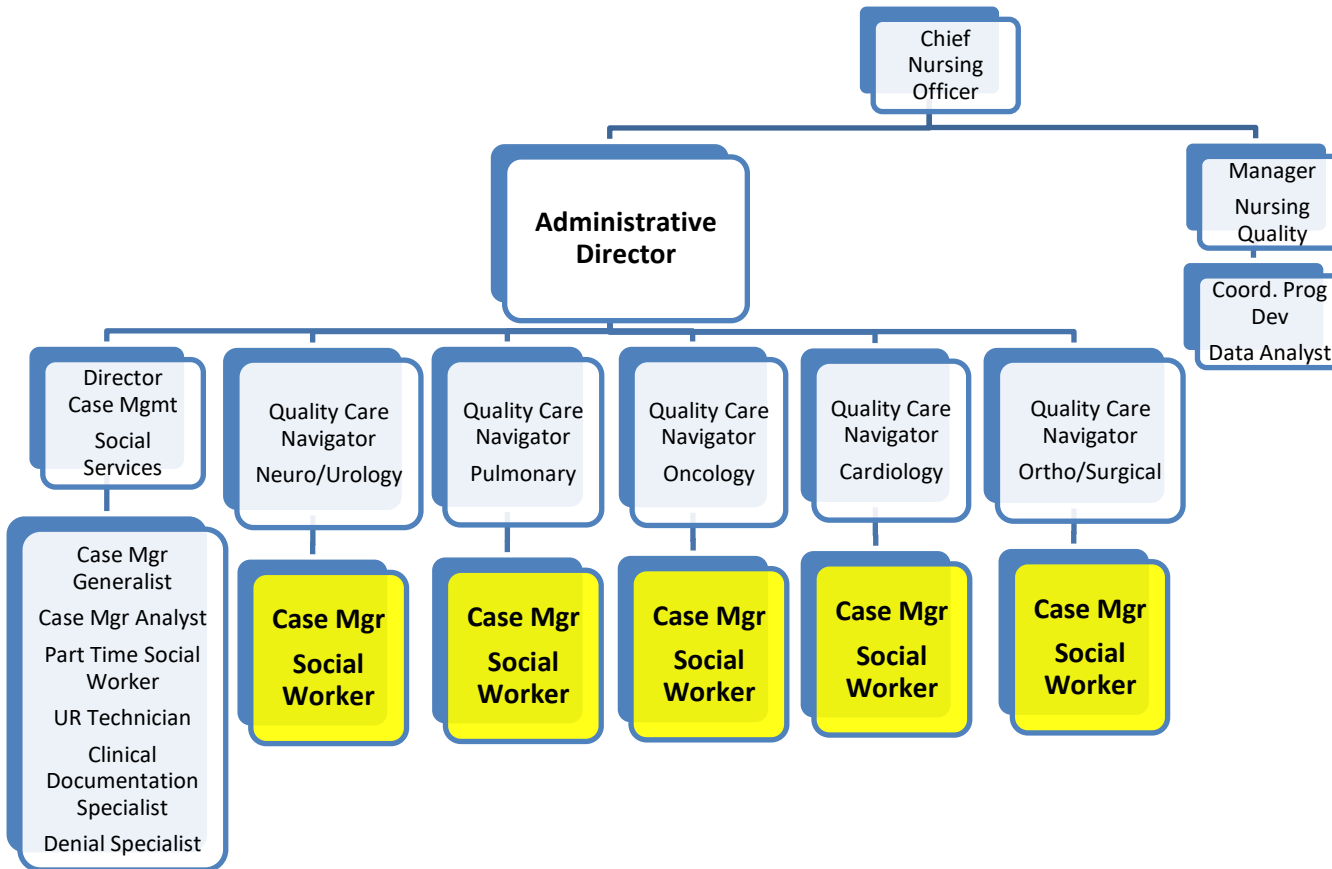 Chief
Nursing
Officer
Administrative
Director
Manager
Nursing
Quality
Coord. Prog
Dev
Data Analyst
Director
Case Mgmt
Social
Services
Quality Care
Navigator
Neuro/Urology
Quality Care
Navigator
Pulmonary
Quality Care
Navigator
Oncology
Quality Care
Navigator
Cardiology
Quality Care
Navigator
Ortho/Surgical
Case Mgr
Generalist
Case Mgr Analyst
Part Time Social
Worker
UR Technician
Clinical
Documentation
Specialist
Denial Specialist
Case Mgr
Social
Worker
Case Mgr
Social
Worker
Case Mgr
Social
Worker
Case Mgr
Social
Worker
Case Mgr
Social
Worker